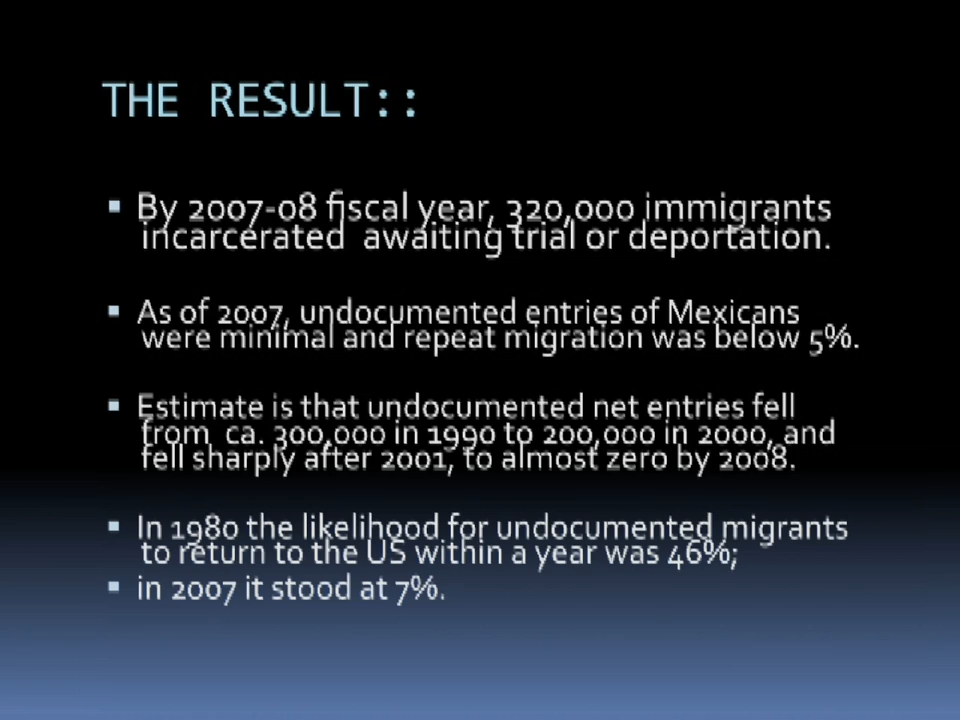 THE RESULT::
▪ By 2007-08 fiscal year, 320,000 immigrants
incarcerated  awaiting trial or deportation.
▪ As of 2007, undocumented entries of Mexicans
were minimal and repeat migration was below 5%.
▪ Estimate is that undocumented net entries fell
from  ca. 300,000 in 1990 to 200,000 in 2000, and
fell sharply after 2001, to almost zero by 2008.
▪ In 1980 the likelihood for undocumented migrants
to return to the US within a year was 46%;
▪ in 2007 it stood at 7%.